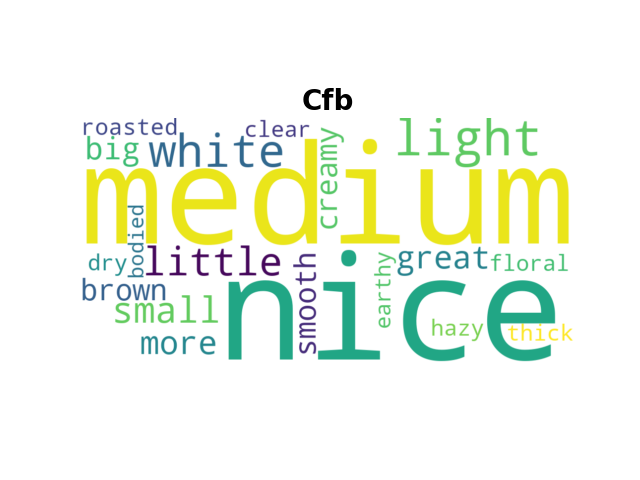 Cfb
roasted
clear
creamy
light
big
white
medium
bodied
dry
little
smooth
earthy
great
floral
brown
nice
small
more
hazy
thick